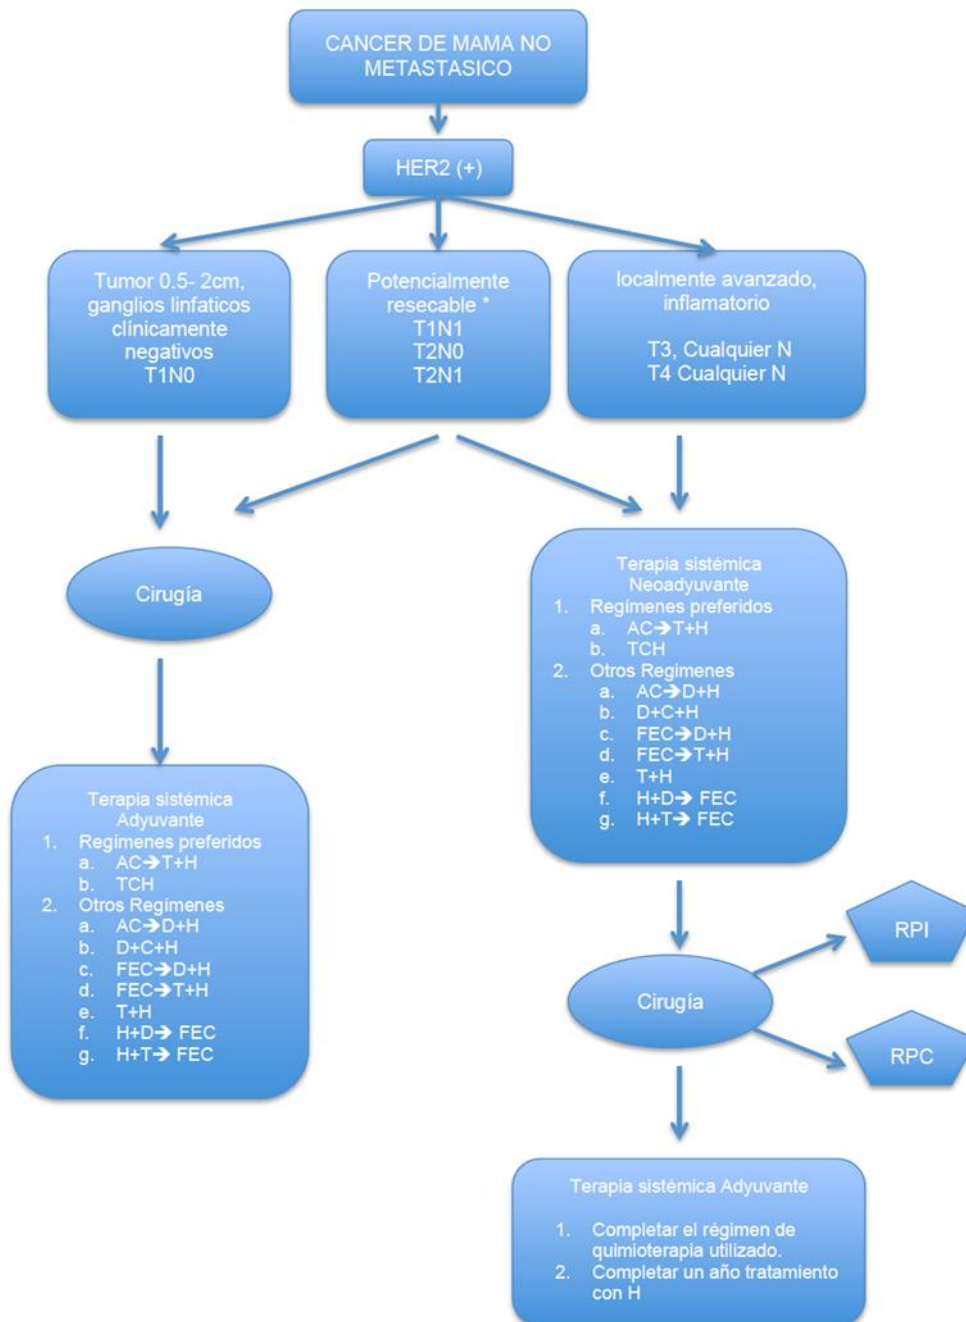 CANCER DE MAMA NO
METASTASICO
HER2 (+)
Tumor 0.5- 2cm,
ganglios linfaticos
clínicamente
negativos
T1N0
Potencialmente
resecable *
T1N1
T2N0
T2N1
localmente avanzado,
inflamatorio
T3, Cualquier N
T4 Cualquier N
Cirugía
Terapia sistémica
Neoadyuvante
1. Regímenes preferidos
a. AC➔T+H
b. TCH
2. Otros Regimenes
a. AC➔D+H
b. D+C+H
c. FEC➔D+H
d. FEC➔T+H
e. T+H
f. H+D➔ FEC
g. H+T➔ FEC
Terapia sistémica
Adyuvante
1. Regímenes preferidos
a. AC➔T+H
b. TCH
2. Otros Regímenes
a. AC➔D+H
b. D+C+H
c. FEC➔D+H
d. FEC➔T+H
e. T+H
f. H+D➔ FEC
g. H+T➔ FEC
Cirugía
RPI
RPC
Terapia sistémica Adyuvante
1. Completar el régimen de
quimioterapia utilizado.
2. Completar un año tratamiento
con H